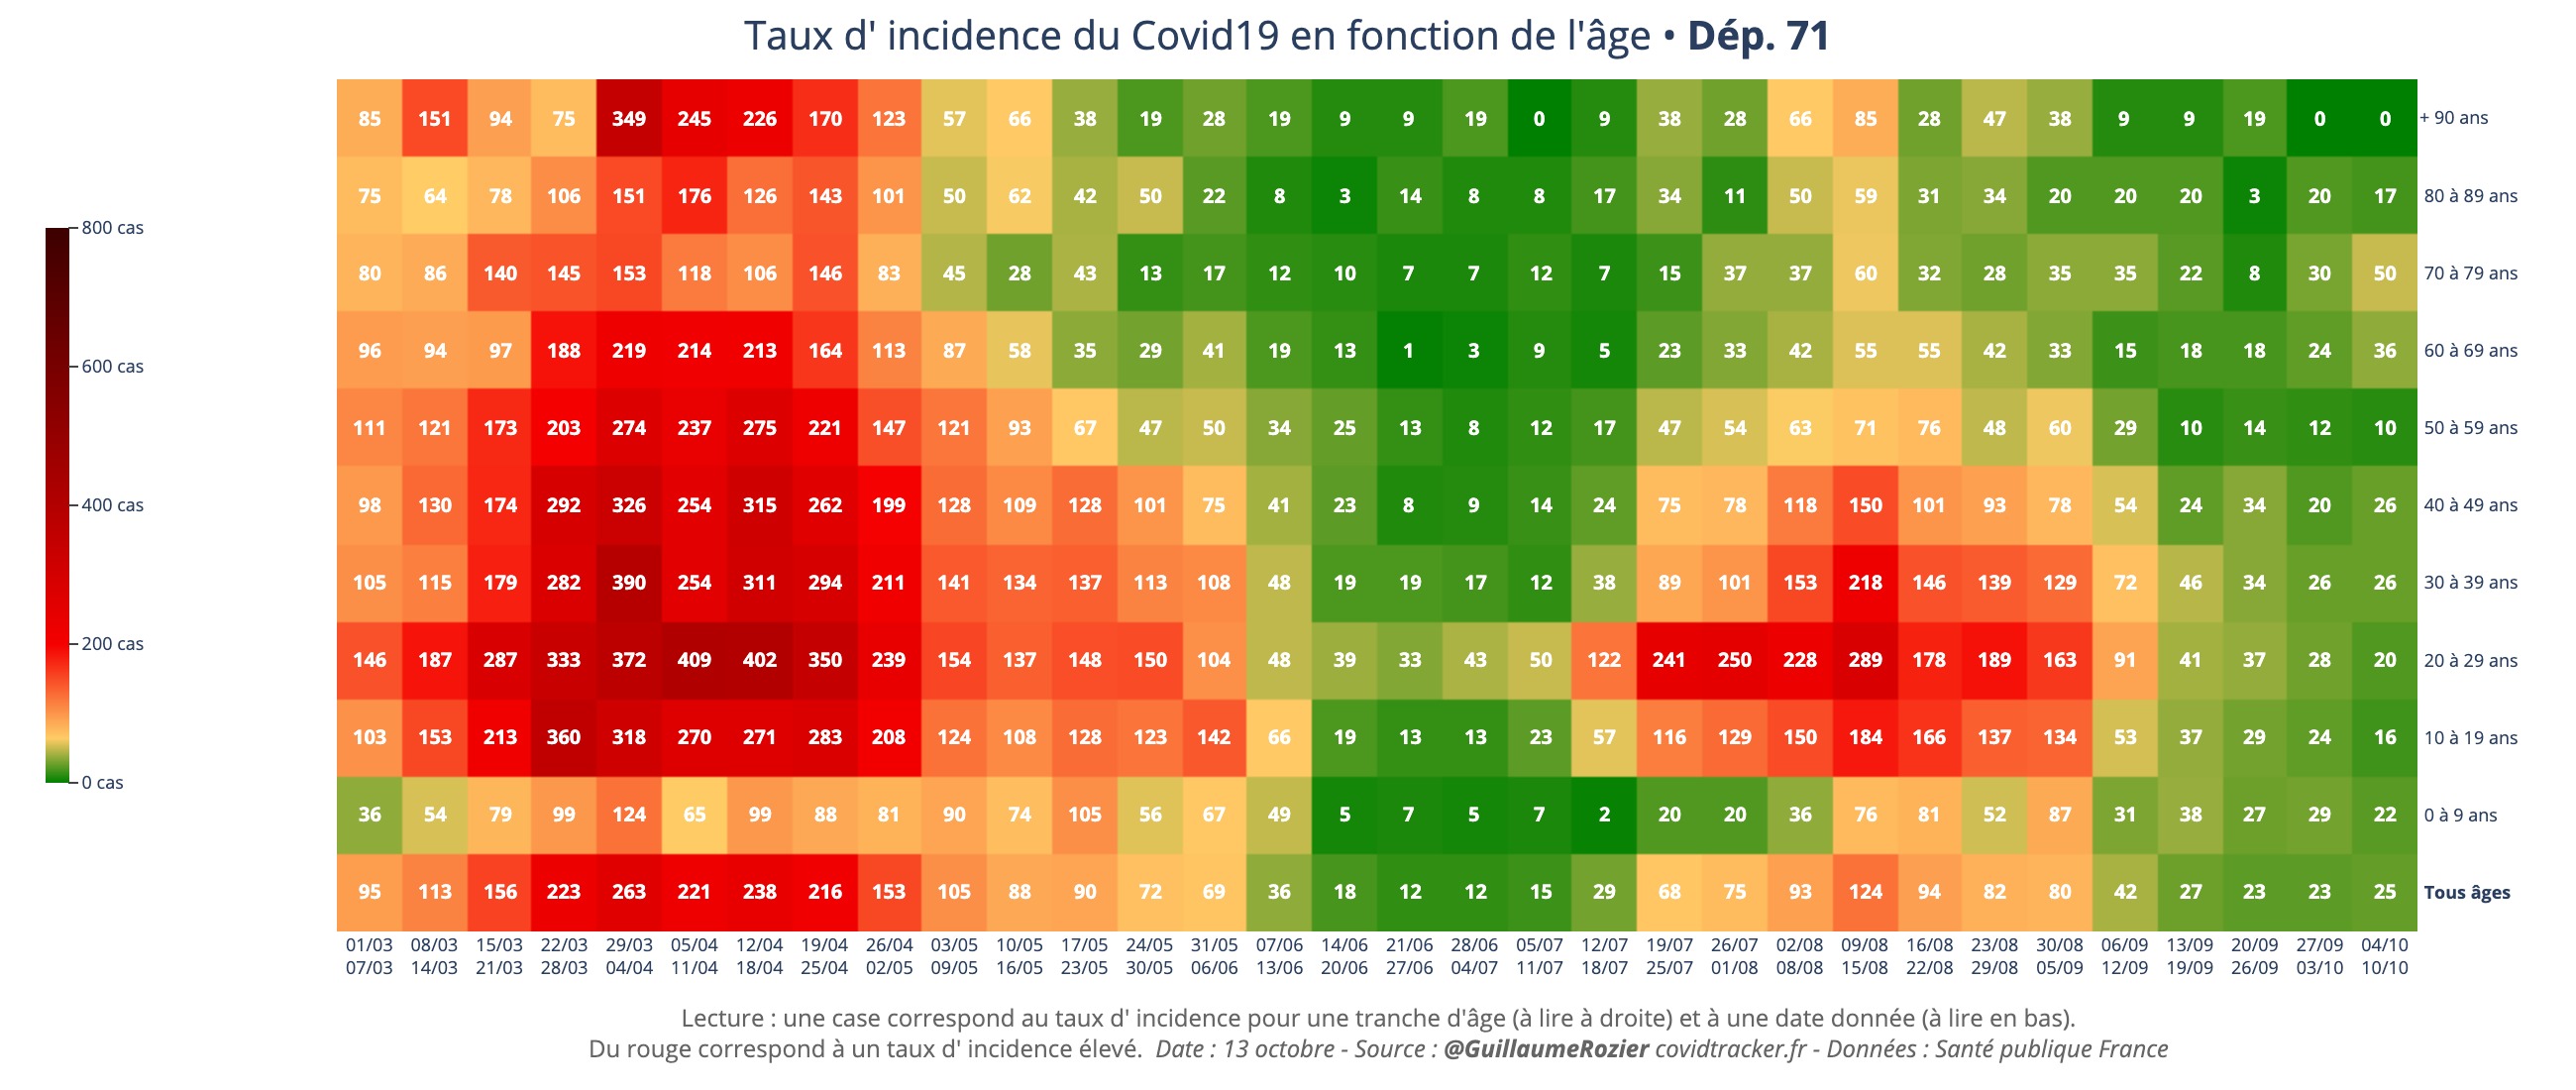 Taux d' incidence du Covid19 en fonction de l'âge • Dép. 71
800 cas
600 cas
400 cas
200 cas
0 cas
85 151 94 75 349 245 226 170 123 57 66 38 19 28 19 9 9 19 0 9 38 28 66 85 28 47 38 9 9 19 0 0 + 90 ans
75 64 78 106 151 176 126 143 101 50 62 42 50 22 8 3 14 8 8 17 34 11 50 59 31 34 20 20 20 3 20 17 80 à 89 ans
80 86 140 145 153 118 106 146 83 45 28 43 13 17 12 10 7 7 12 7 15 37 37 60 32 28 35 35 22 8 30 50 70 à 79 ans
96 94 97 188 219 214 213 164 113 87 58 35 29 41 19 13 1 3 9 5 23 33 42 55 55 42 33 15 18 18 24 36 60 à 69 ans
111 121 173 203 274 237 275 221 147 121 93 67 47 50 34 25 13 8 12 17 47 54 63 71 76 48 60 29 10 14 12 10 50 à 59 ans
98 130 174 292 326 254 315 262 199 128 109 128 101 75 41 23 8 9 14 24 75 78 118 150 101 93 78 54 24 34 20 26 40 à 49 ans
105 115 179 282 390 254 311 294 211 141 134 137 113 108 48 19 19 17 12 38 89 101 153 218 146 139 129 72 46 34 26 26 30 à 39 ans
146 187 287 333 372 409 402 350 239 154 137 148 150 104 48 39 33 43 50 122 241 250 228 289 178 189 163 91 41 37 28 20 20 à 29 ans
103 153 213 360 318 270 271 283 208 124 108 128 123 142 66 19 13 13 23 57 116 129 150 184 166 137 134 53 37 29 24 16 10 à 19 ans
36 54 79 99 124 65 99 88 81 90 74 105 56 67 49 5 7 5 7 2 20 20 36 76 81 52 87 31 38 27 29 22 0 à 9 ans
95 113 156 223 263 221 238 216 153 105 88 90 72 69 36 18 12 12 15 29 68 75 93 124 94 82 80 42 27 23 23 25 Tous âges
01/03 08/03 15/03 22/03 29/03 05/04 12/04 19/04 26/04 03/05 10/05 17/05 24/05 31/05 07/06 14/06 21/06 28/06 05/07 12/07 19/07 26/07 02/08 09/08 16/08 23/08 30/08 06/09 13/09 20/09 27/09 04/10
07/03 14/03 21/03 28/03 04/04 11/04 18/04 25/04 02/05 09/05 16/05 23/05 30/05 06/06 13/06 20/06 27/06 04/07 11/07 18/07 25/07 01/08 08/08 15/08 22/08 29/08 05/09 12/09 19/09 26/09 03/10 10/10
Lecture : une case correspond au taux d' incidence pour une tranche d'âge (à lire à droite) et à une date donnée (à lire en bas).
Du rouge correspond à un taux d' incidence élevé. Date : 13 octobre - Source : @GuillaumeRozier covidtracker.fr - Données : Santé publique France